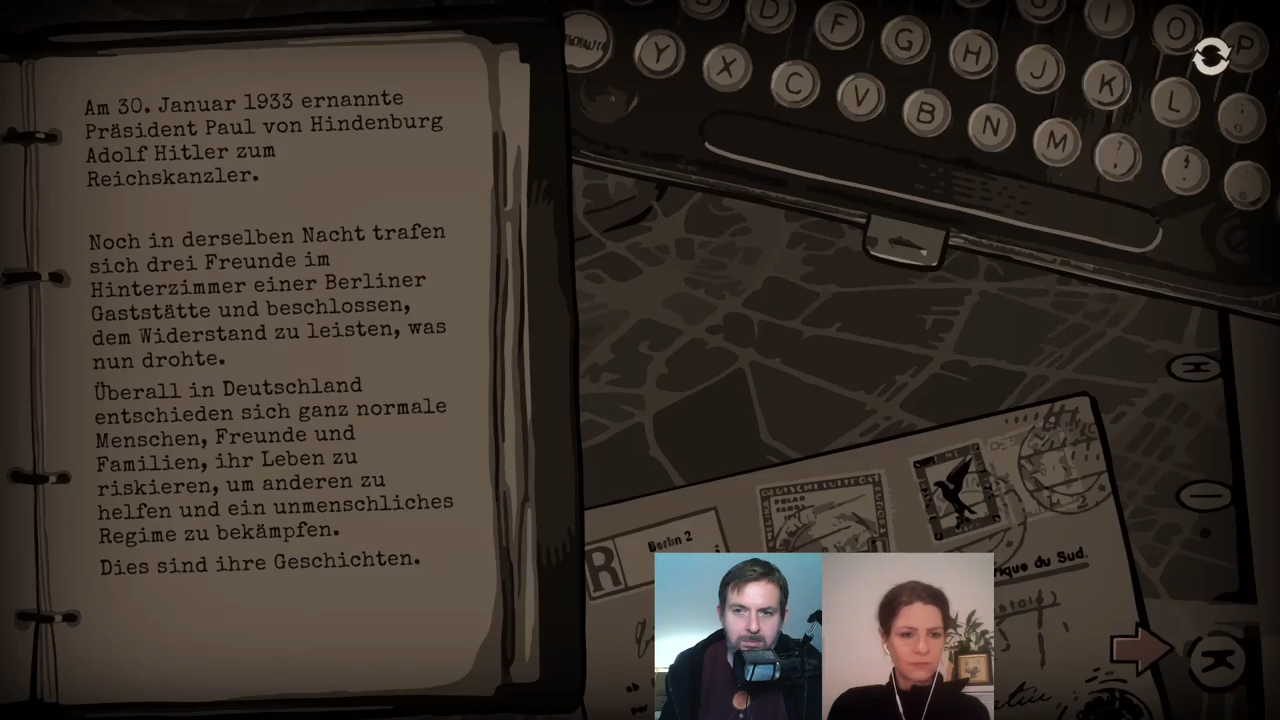 Am 30. Januar 1933 ernannte
Präsident Paul von Hindenburg
Adolf Hitler zum
Reichskanzler.
Noch in derselben Nacht trafen
sich drei Freunde im
Hinterzimmer einer Berliner
Gaststätte und beschlossen,
dem Widerstand zu leisten, was
nun drohte.
Überall in Deutschland
entschieden sich ganz normale
Menschen, Freunde und
Familien, ihr Leben zu
riskieren, um anderen zu
helfen und ein unmenschliches
Regime zu bekämpfen.
Dies sind ihre Geschichten.
S D F G H J K L
Y X C V B N M
I O P
DEUTSCHE LUFTPOST
R
Berlin 2
rique du Sud.
H
I
K